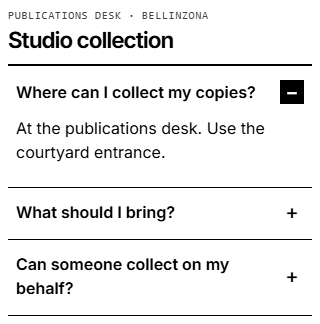 PUBLICATIONS DESK · BELLINZONA
Studio collection
Where can I collect my copies? −
At the publications desk. Use the
courtyard entrance.
What should I bring? +
Can someone collect on my
behalf? +